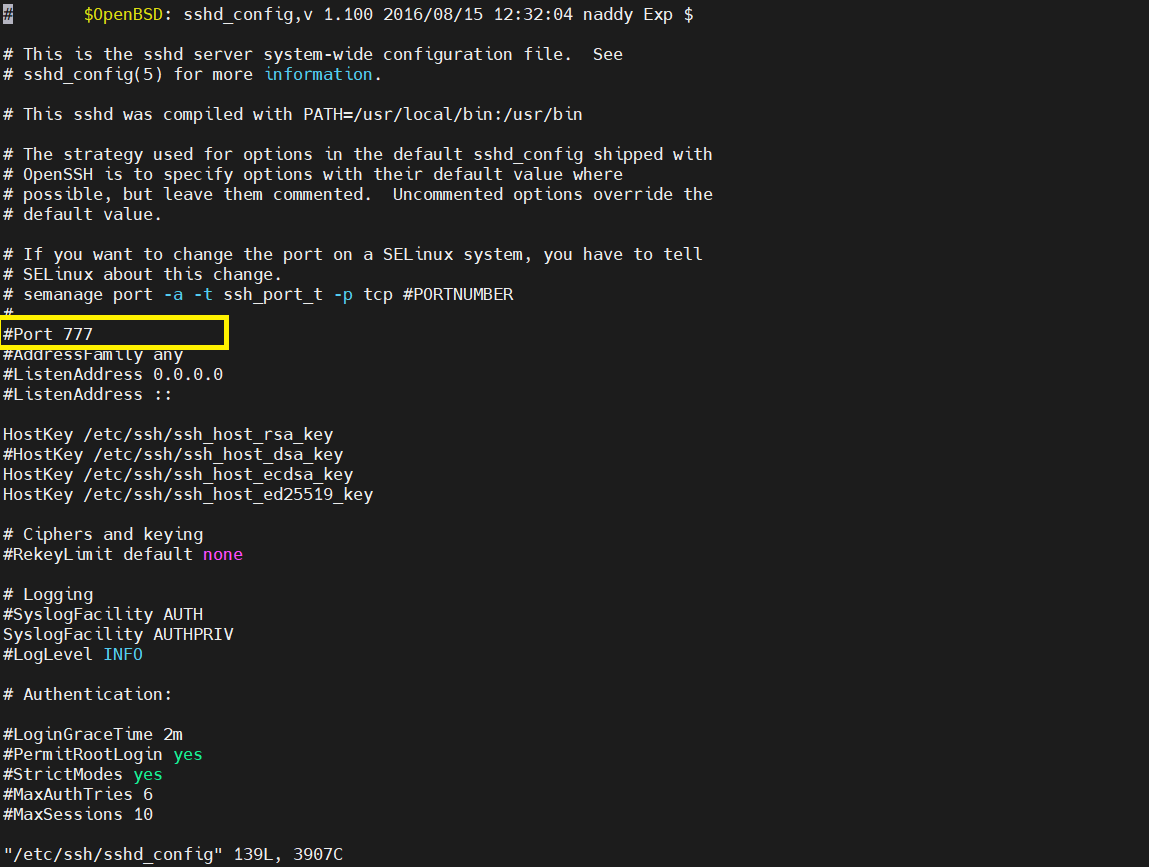 #       $OpenBSD: sshd_config,v 1.100 2016/08/15 12:32:04 naddy Exp $
# This is the sshd server system-wide configuration file.  See
# sshd_config(5) for more information.
# This sshd was compiled with PATH=/usr/local/bin:/usr/bin
# The strategy used for options in the default sshd_config shipped with
# OpenSSH is to specify options with their default value where
# possible, but leave them commented.  Uncommented options override the
# default value.
# If you want to change the port on a SELinux system, you have to tell
# SELinux about this change.
# semanage port -a -t ssh_port_t -p tcp #PORTNUMBER
#
#Port 777
#AddressFamily any
#ListenAddress 0.0.0.0
#ListenAddress ::
HostKey /etc/ssh/ssh_host_rsa_key
#HostKey /etc/ssh/ssh_host_dsa_key
HostKey /etc/ssh/ssh_host_ecdsa_key
HostKey /etc/ssh/ssh_host_ed25519_key
# Ciphers and keying
#RekeyLimit default none
# Logging
#SyslogFacility AUTH
SyslogFacility AUTHPRIV
#LogLevel INFO
# Authentication:
#LoginGraceTime 2m
#PermitRootLogin yes
#StrictModes yes
#MaxAuthTries 6
#MaxSessions 10
"/etc/ssh/sshd_config" 139L, 3907C